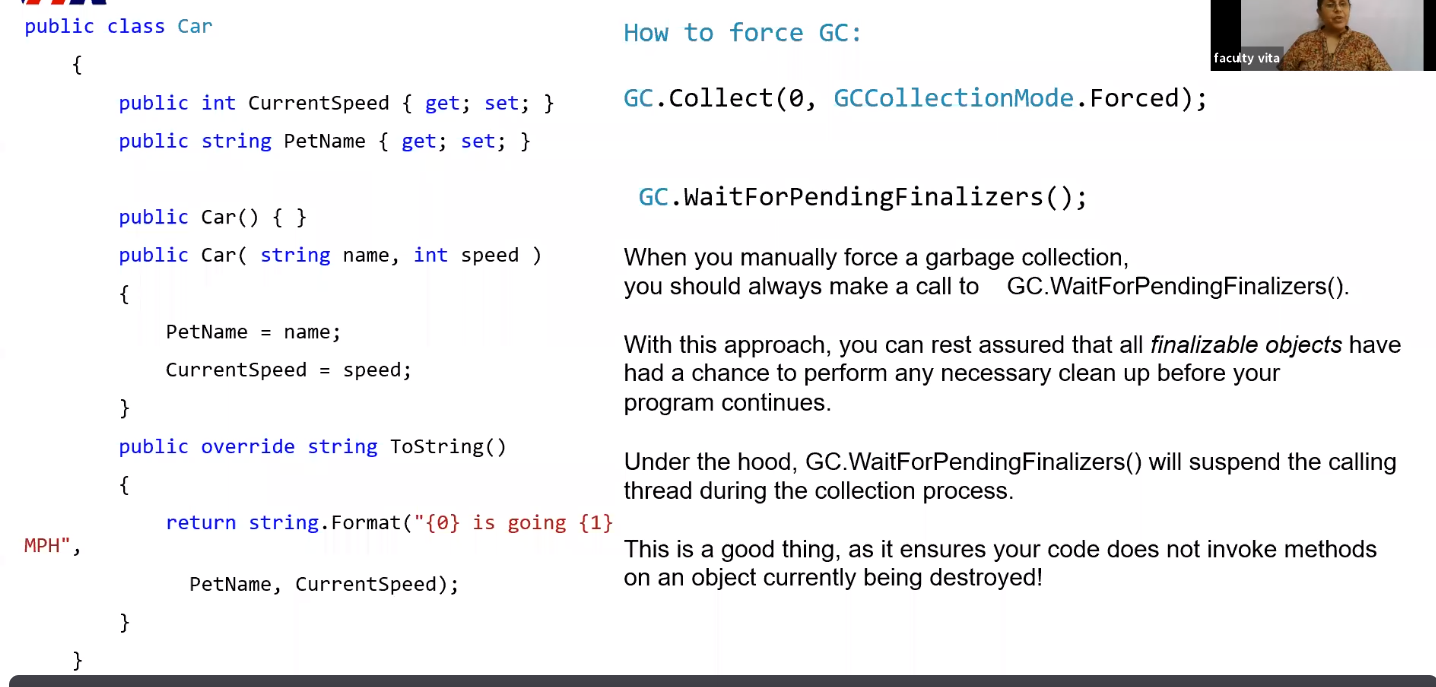 public class Car
{
public int CurrentSpeed { get; set; }
public string PetName { get; set; }
public Car() { }
public Car( string name, int speed )
{
PetName = name;
CurrentSpeed = speed;
}
public override string ToString()
{
return string.Format("{0} is going {1}
MPH",
PetName, CurrentSpeed);
}
}
How to force GC:
GC.Collect(0, GCCollectionMode.Forced);
GC.WaitForPendingFinalizers();
When you manually force a garbage collection,
you should always make a call to GC.WaitForPendingFinalizers().
With this approach, you can rest assured that all finalizable objects have
had a chance to perform any necessary clean up before your
program continues.
Under the hood, GC.WaitForPendingFinalizers() will suspend the calling
thread during the collection process.
This is a good thing, as it ensures your code does not invoke methods
on an object currently being destroyed!
faculty vita